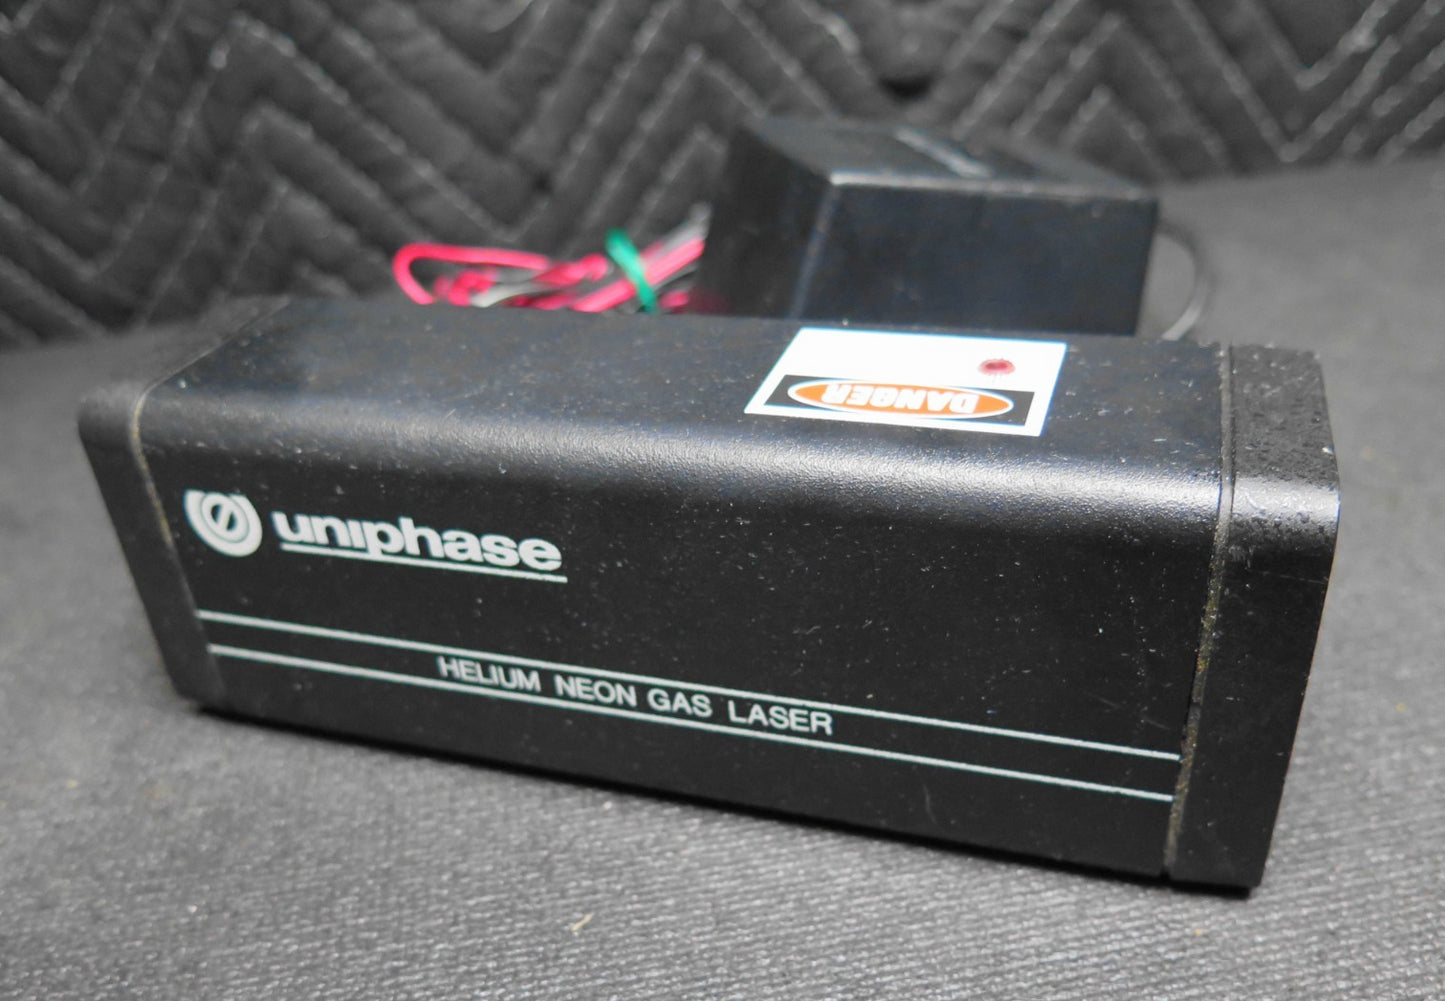 DANGER
uniphase
HELIUM NEON GAS LASER